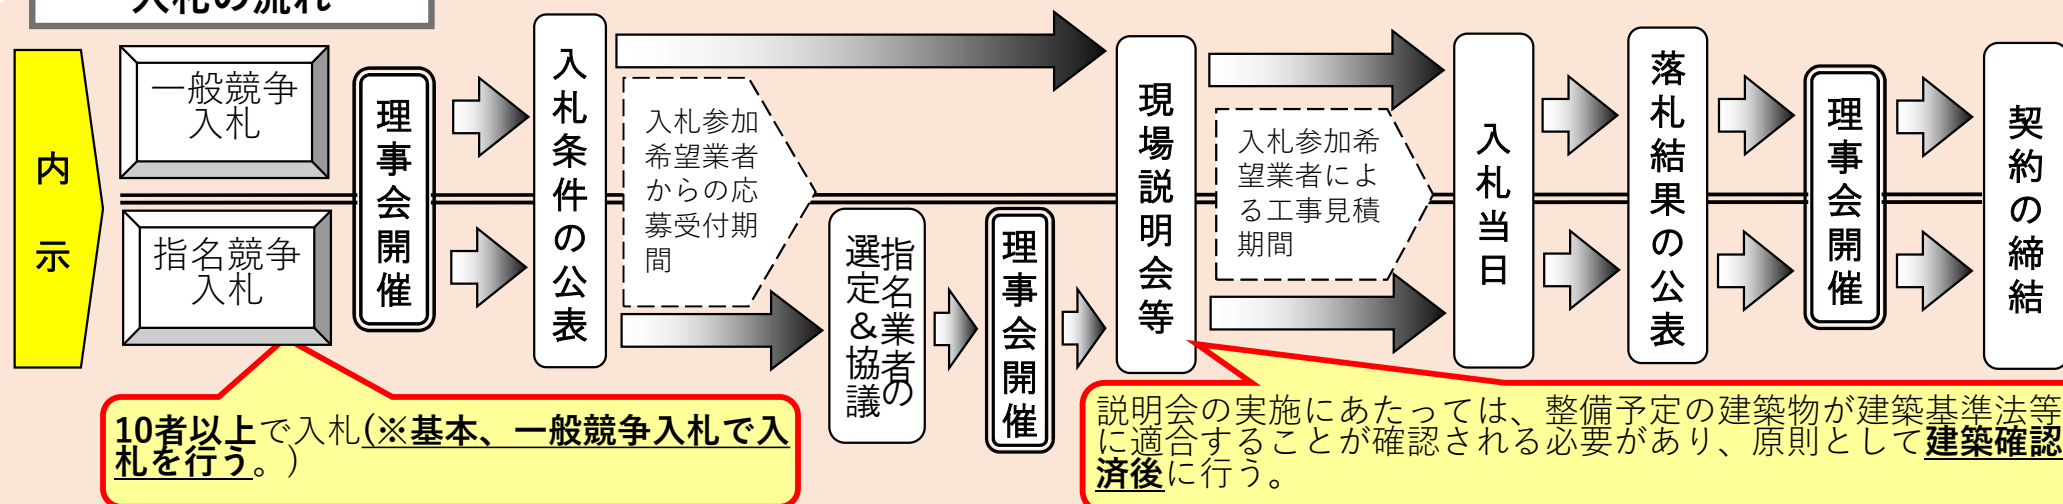 入札の流れ
内示
一般競争
入札
指名競争
入札
理事会開催
入札条件の公表
入札参加
希望業者
からの応
募受付期
間
指名業者の
選定&協議
理事会開催
現場説明会等
入札参加希
望業者によ
る工事見積
期間
入札当日
落札結果の公表
理事会開催
契約の締結
10者以上で入札(※基本、一般競争入札で入
札を行う。)
説明会の実施にあたっては、整備予定の建築物が建築基準法等
に適合することが確認される必要があり、原則として建築確認
済後に行う。